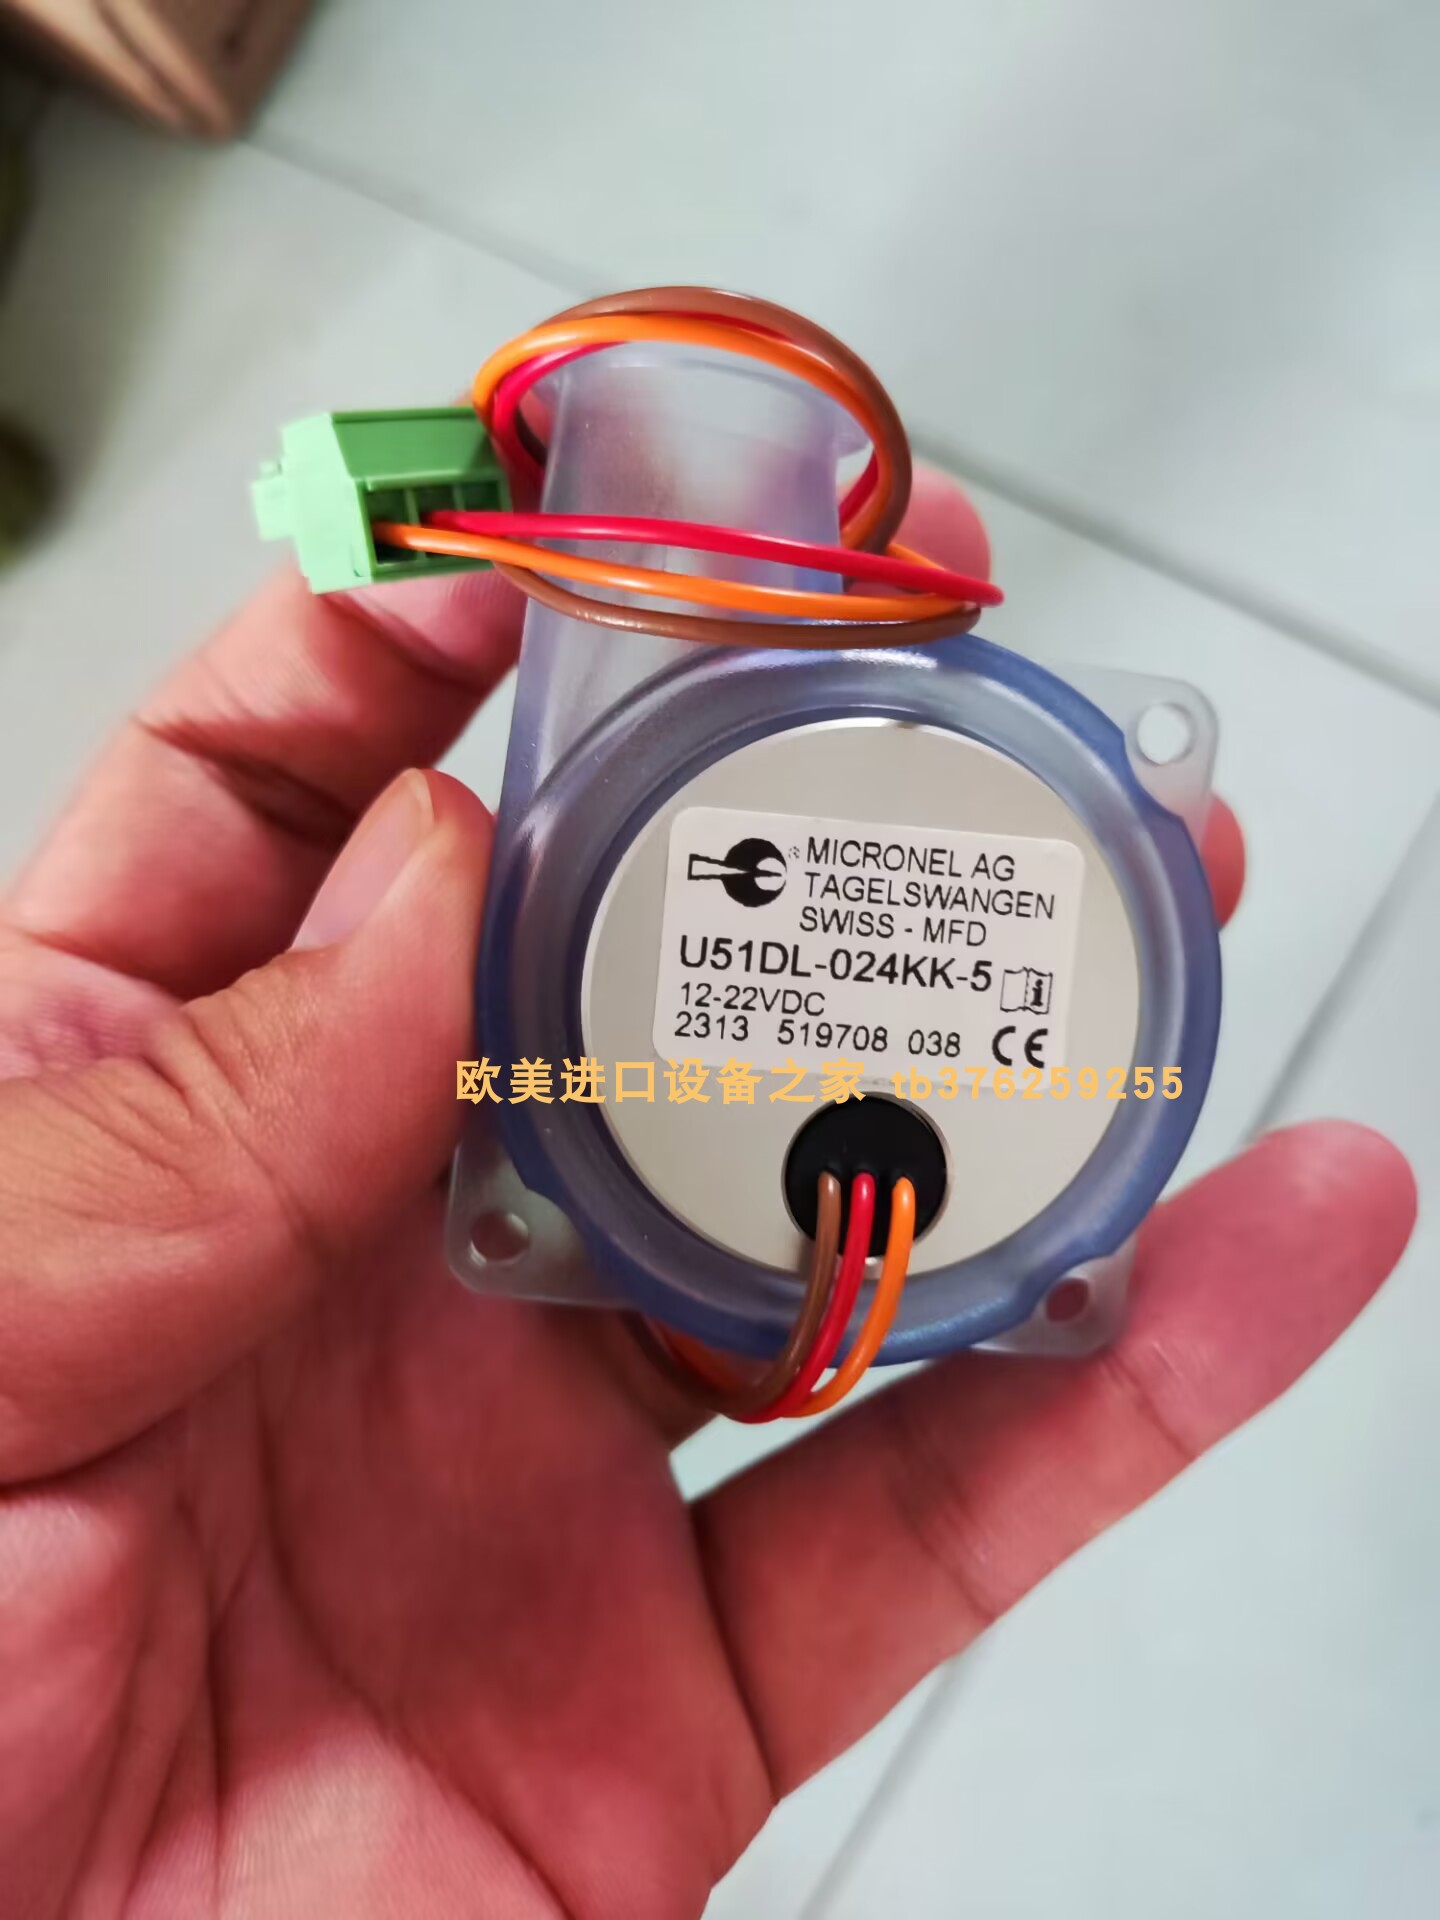 ® MICRONEL AG
TAGELSWANGEN
SWISS - MFD
U51DL-024KK-5
12-22VDC
2313 519708 038 CE
欧美进口设备之家 tb376259255